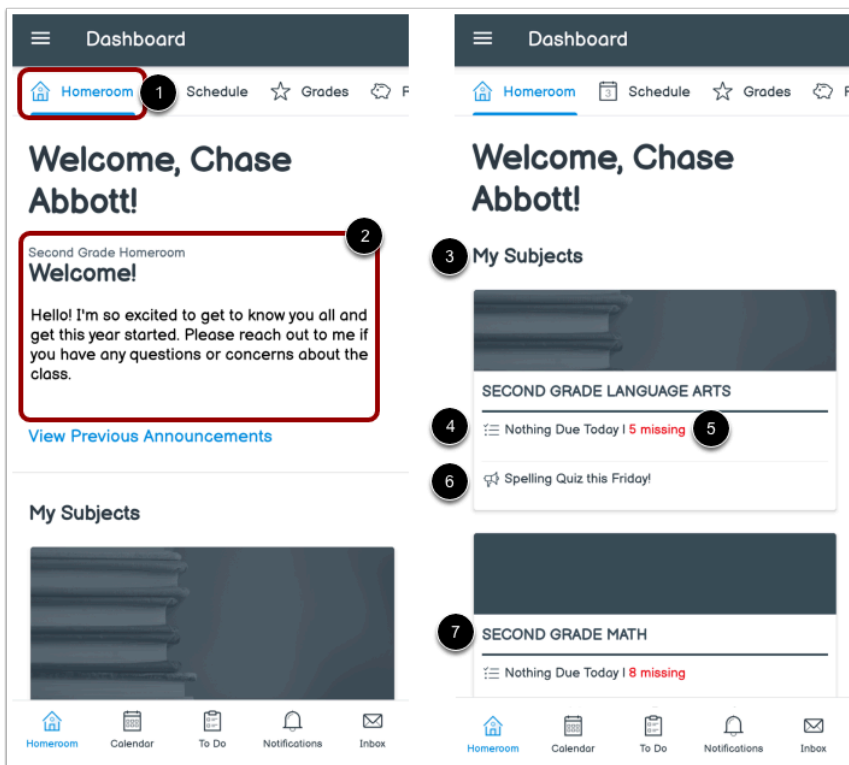 Dashboard
Homeroom 1 Schedule Grades F
Welcome, Chase
Abbott!
2
Second Grade Homeroom
Welcome!
Hello! I'm so excited to get to know you all and
get this year started. Please reach out to me if
you have any questions or concerns about the
class.
View Previous Announcements
My Subjects
Homeroom Calendar To Do Notifications Inbox
Dashboard
Homeroom 3 Schedule Grades F
Welcome, Chase
Abbott!
3 My Subjects
SECOND GRADE LANGUAGE ARTS
4 Nothing Due Today | 5 missing 5
6 Spelling Quiz this Friday!
7 SECOND GRADE MATH
Nothing Due Today | 8 missing
Homeroom Calendar To Do Notifications Inbox